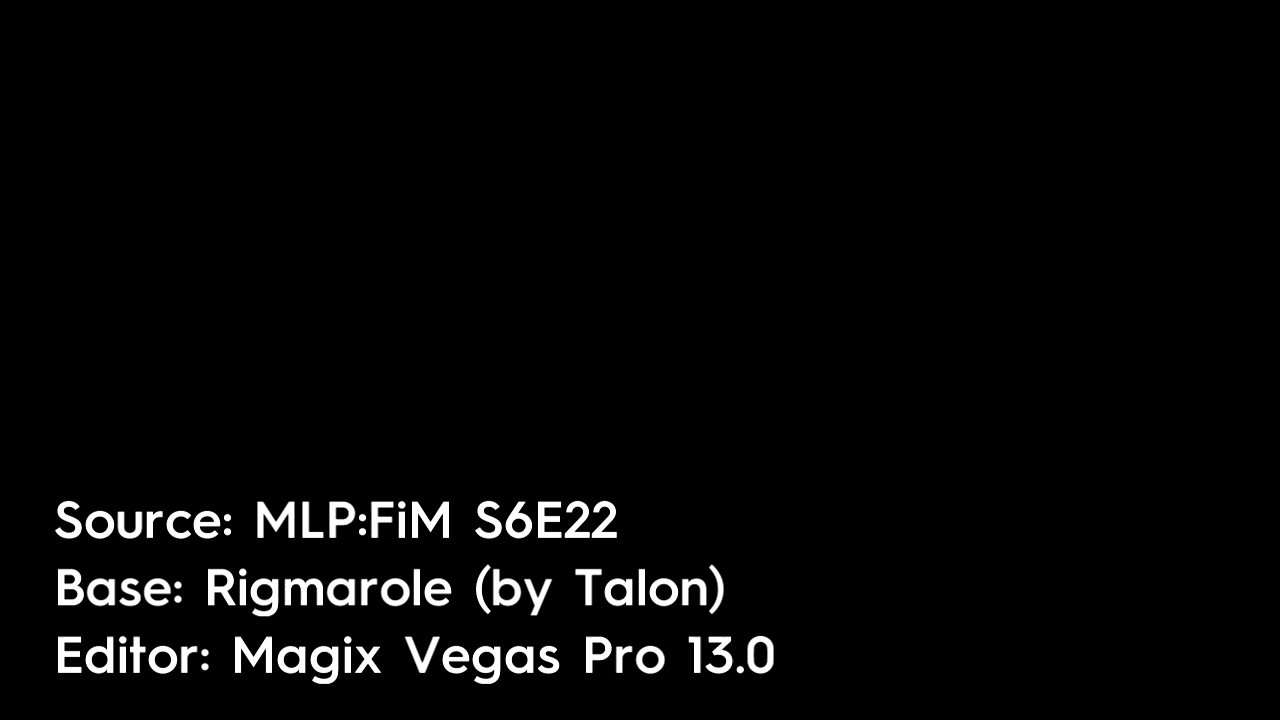 Source: MLP:FiM S6E22
Base: Rigmarole (by Talon)
Editor: Magix Vegas Pro 13.0